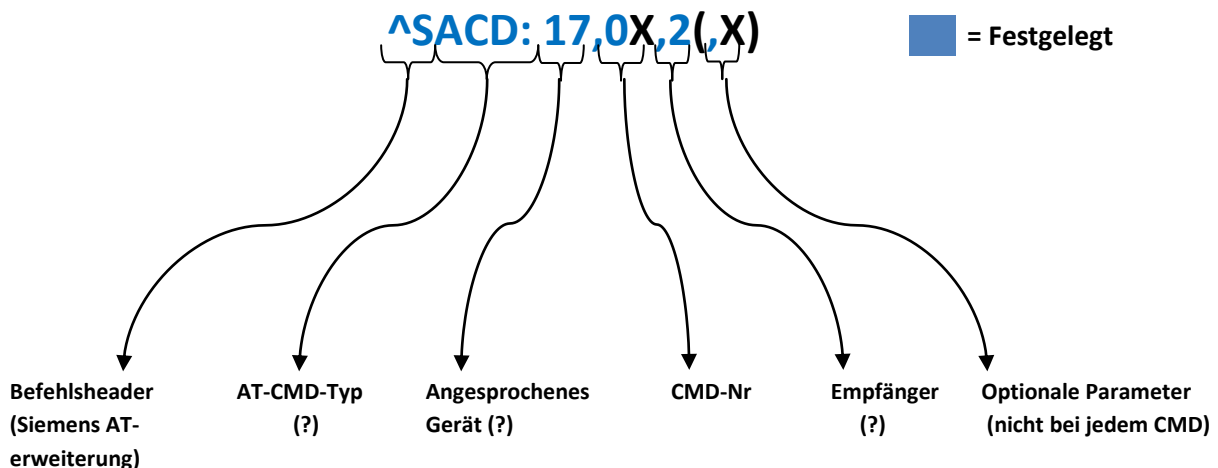 ^SACD: 17,0X,2(,X)
= Festgelegt
Befehlsheader
(Siemens AT-
erweiterung)
AT-CMD-Typ
(?)
Angesprochenes
Gerät (?)
CMD-Nr
Empfänger
(?)
Optionale Parameter
(nicht bei jedem CMD)